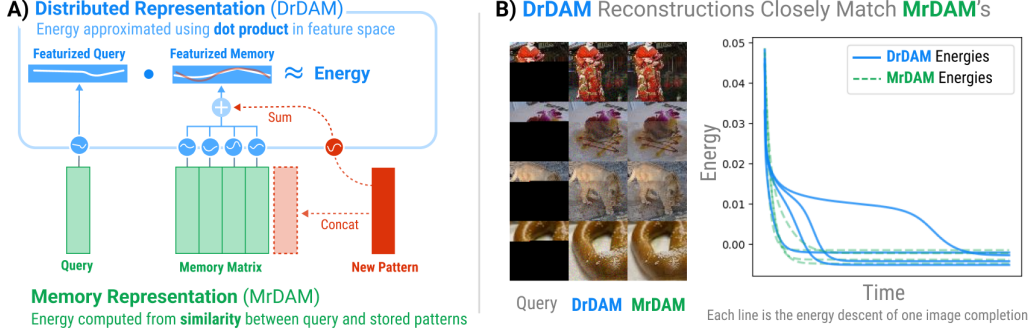 A) Distributed Representation (DrDAM)
Energy approximated using dot product in feature space
Featurized Query
Featurized Memory
≈ Energy
+
Sum
Concat
Query
Memory Matrix
New Pattern
Memory Representation (MrDAM)
Energy computed from similarity between query and stored patterns
B) DrDAM Reconstructions Closely Match MrDAM's
Query
DrDAM
MrDAM
DrDAM Energies
MrDAM Energies
0.05
0.04
0.03
0.02
0.01
0.00
Energy
Time
Each line is the energy descent of one image completion